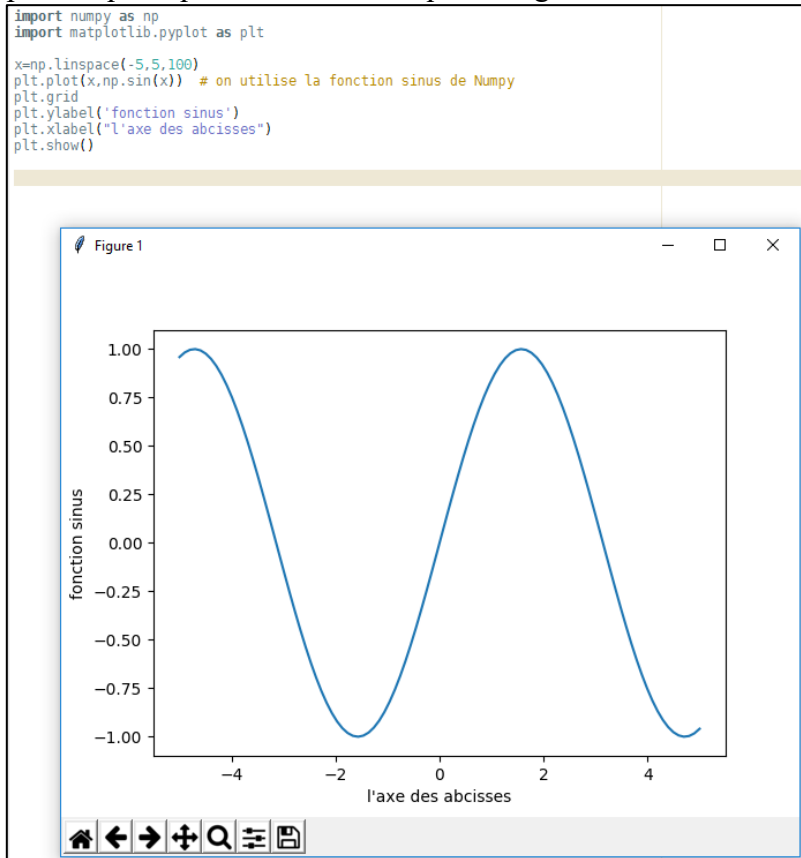 import numpy as np
import matplotlib.pyplot as plt
x=np.linspace(-5,5,100)
plt.plot(x,np.sin(x))  # on utilise la fonction sinus de Numpy
plt.grid
plt.ylabel('fonction sinus')
plt.xlabel("l'axe des abcisses")
plt.show()
Figure 1
1.00
0.75
0.50
0.25
0.00
−0.25
−0.50
−0.75
−1.00
fonction sinus
−4 −2 0 2 4
l'axe des abcisses